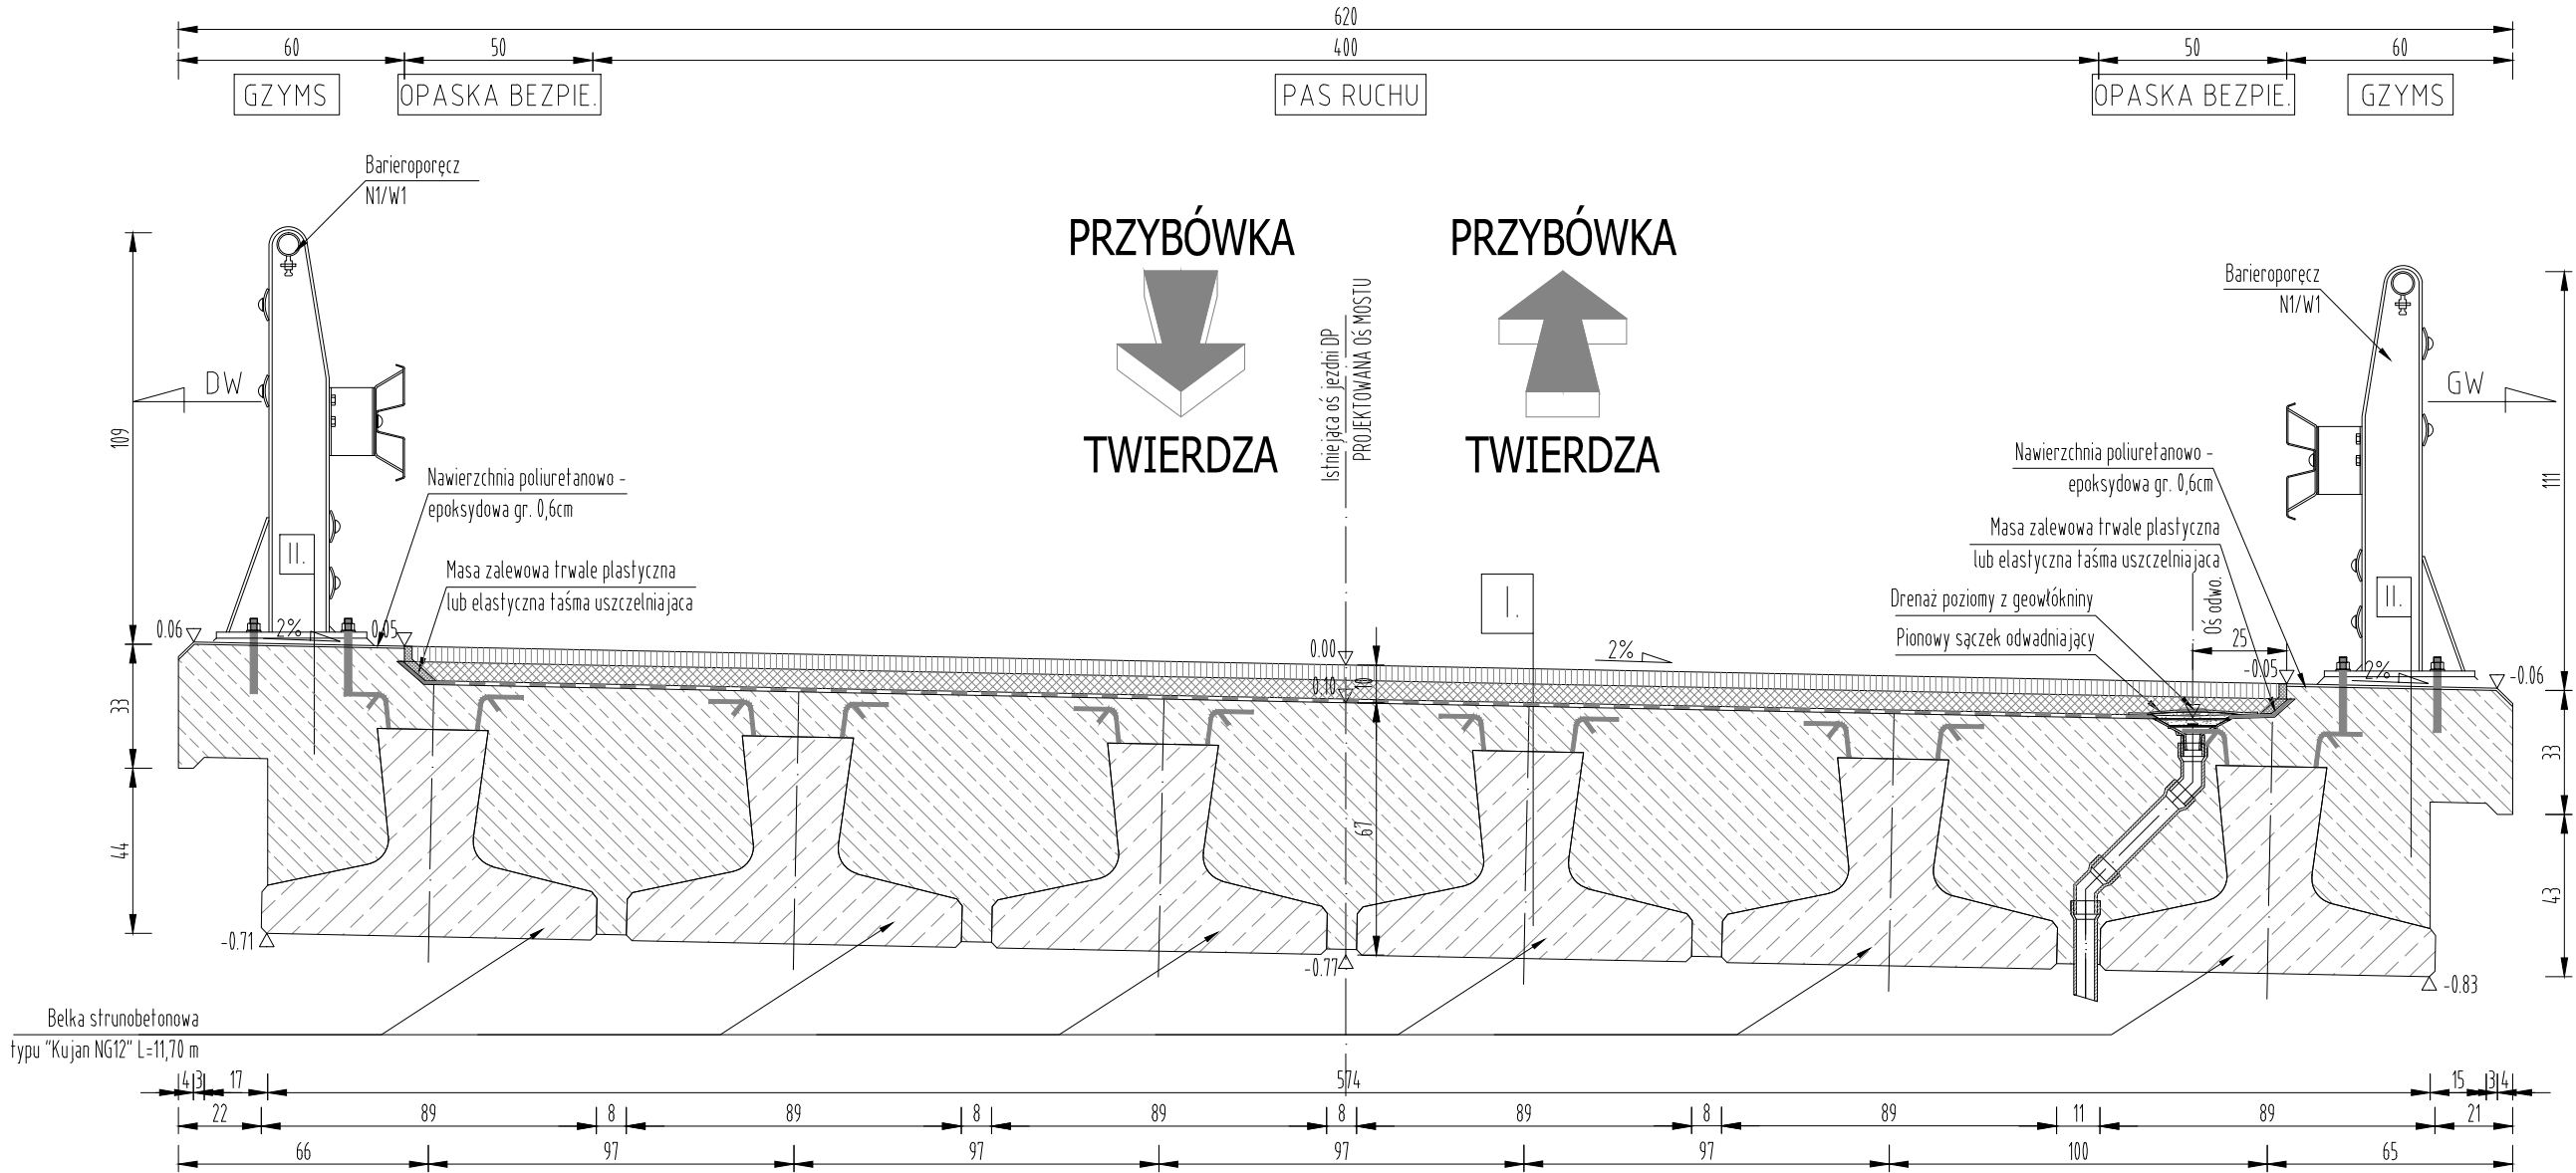 620
60 50 400 50 60
GZYMS OPASKA BEZPIE. PAS RUCHU OPASKA BEZPIE. GZYMS
Barieroporęcz
N1/W1
PRZYBÓWKA PRZYBÓWKA
TWIERDZA TWIERDZA
Istniejąca oś jezdni DP
PROJEKTOWANA Oś MOSTU
Barieroporęcz
N1/W1
DW
GW
109
111
Nawierzchnia poliuretanowo -
epoksydowa gr. 0,6cm
Masa zalewowa trwale plastyczna
lub elastyczna taśma uszczelniajaca
Nawierzchnia poliuretanowo -
epoksydowa gr. 0,6cm
Masa zalewowa trwale plastyczna
lub elastyczna taśma uszczelniajaca
Drenaż poziomy z geowłókniny
Pionowy sączek odwadniający
Oś odwo.
25
II.
I.
II.
0.06 2% 0.05
0.00 2%
-0.05 2% -0.06
0.10 10
33
33
44
67
43
-0.71
-0.77
-0.83
Belka strunobetonowa
typu "Kujan NG12" L=11,70 m
4 3 17 574 15 3 4
22 89 8 89 8 89 8 89 8 89 11 89 21
66 97 97 97 97 100 65